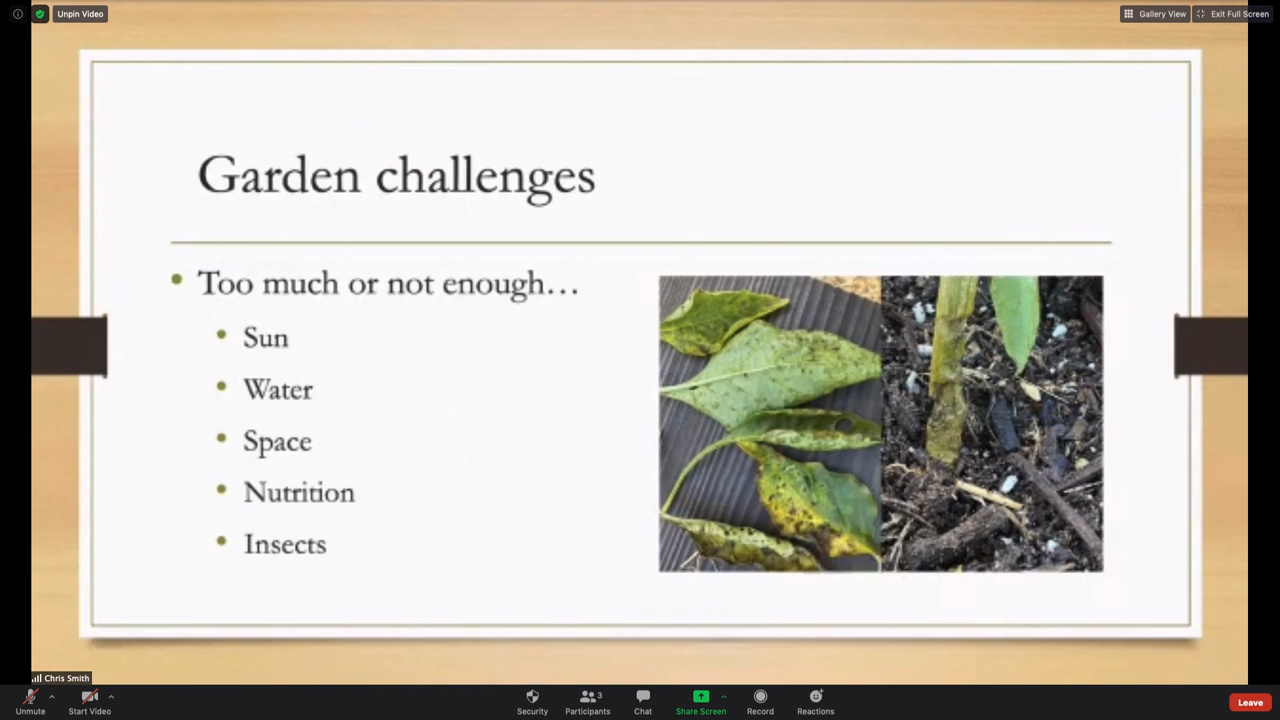 Unpin Video
Gallery View
Exit Full Screen
Garden challenges
Too much or not enough…
Sun
Water
Space
Nutrition
Insects
Chris Smith
Unmute
Start Video
Security
Participants
3
Chat
Share Screen
Record
Reactions
Leave